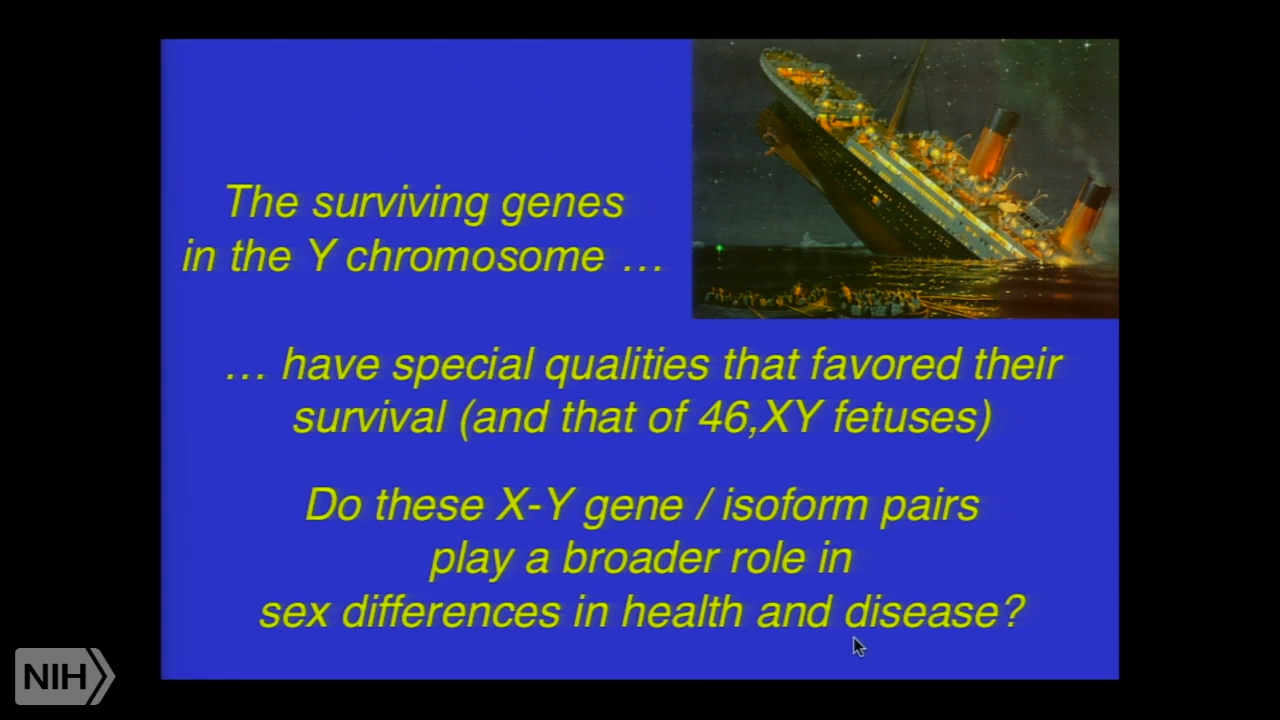 The surviving genes
in the Y chromosome …
… have special qualities that favored their
survival (and that of 46,XY fetuses)
Do these X-Y gene / isoform pairs
play a broader role in
sex differences in health and disease?
NIH